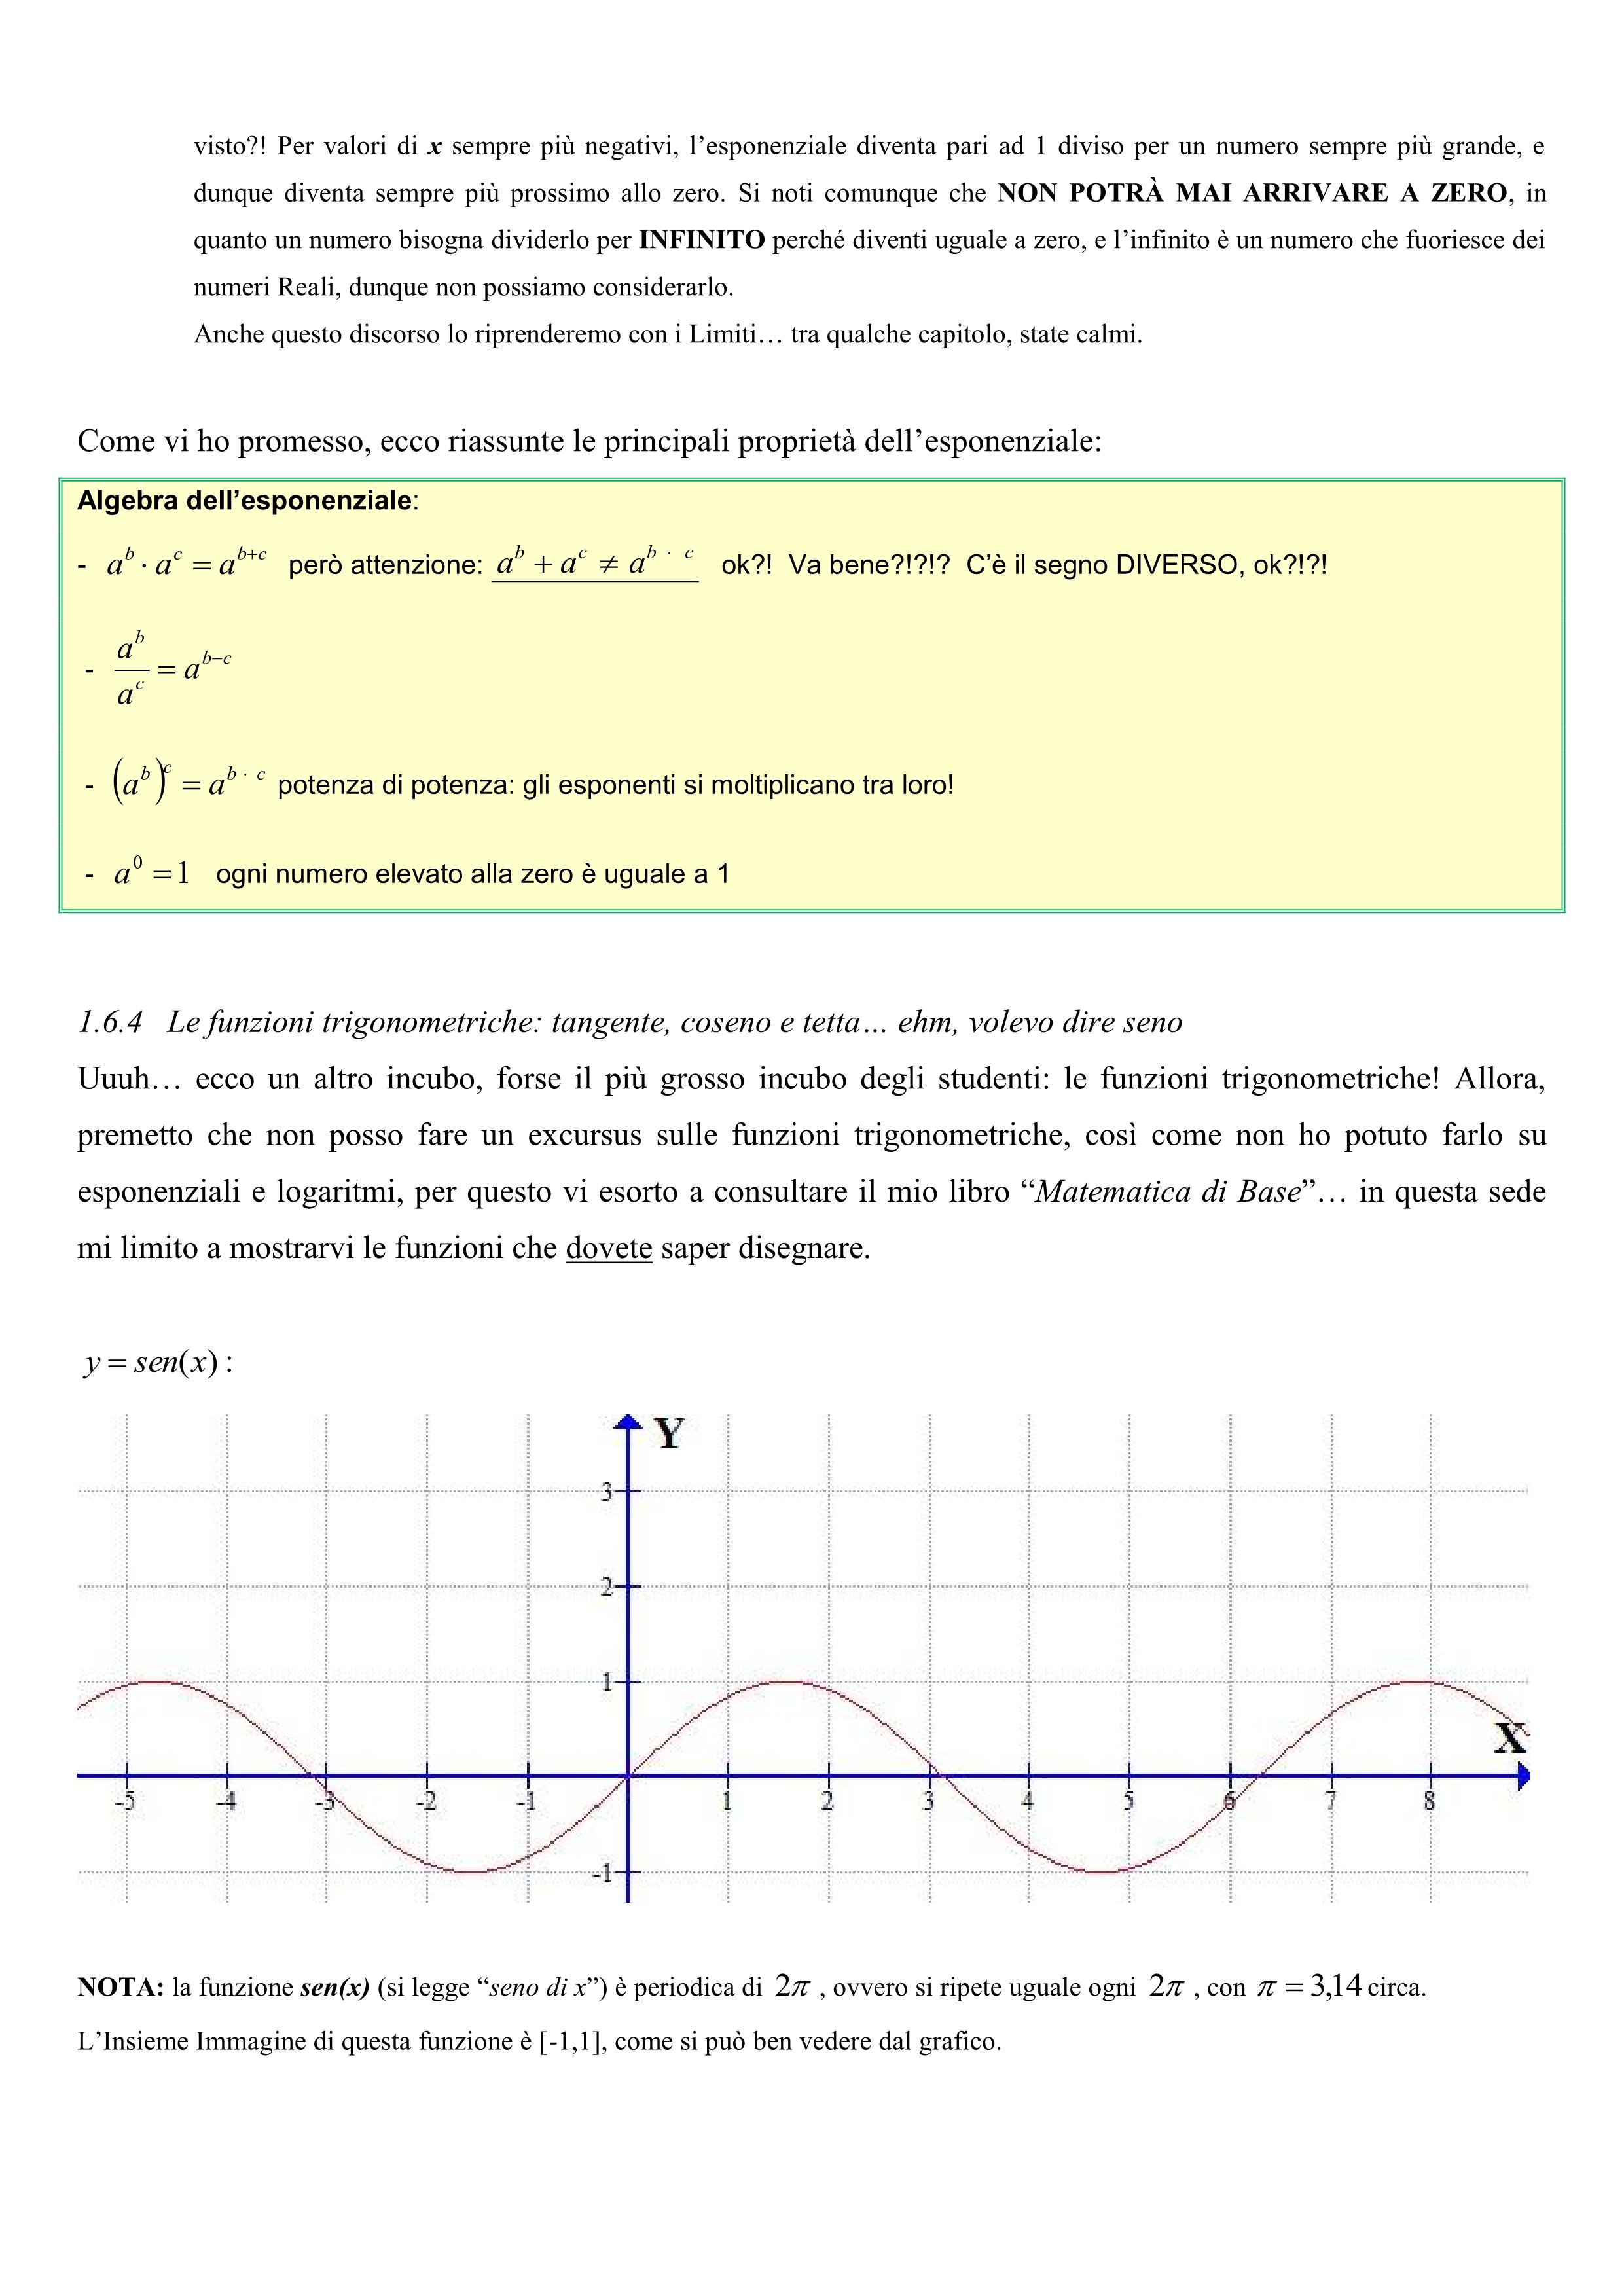 visto?! Per valori di x sempre più negativi, l’esponenziale diventa pari ad 1 diviso per un numero sempre più grande, e
dunque diventa sempre più prossimo allo zero. Si noti comunque che NON POTRÀ MAI ARRIVARE A ZERO, in
quanto un numero bisogna dividerlo per INFINITO perché diventi uguale a zero, e l’infinito è un numero che fuoriesce dei
numeri Reali, dunque non possiamo considerarlo.
Anche questo discorso lo riprenderemo con i Limiti… tra qualche capitolo, state calmi.
Come vi ho promesso, ecco riassunte le principali proprietà dell’esponenziale:
Algebra dell’esponenziale:
- a^b · a^c = a^{b+c} però attenzione: a^b + a^c ≠ a^{b · c} ok?! Va bene?!?!? C’è il segno DIVERSO, ok?!?!
- \frac{a^b}{a^c} = a^{b−c}
- (a^b)^c = a^{b · c} potenza di potenza: gli esponenti si moltiplicano tra loro!
- a^0 = 1 ogni numero elevato alla zero è uguale a 1
1.6.4 Le funzioni trigonometriche: tangente, coseno e tetta… ehm, volevo dire seno
Uuuh… ecco un altro incubo, forse il più grosso incubo degli studenti: le funzioni trigonometriche! Allora,
premetto che non posso fare un excursus sulle funzioni trigonometriche, così come non ho potuto farlo su
esponenziali e logaritmi, per questo vi esorto a consultare il mio libro “Matematica di Base”… in questa sede
mi limito a mostrarvi le funzioni che dovete saper disegnare.
y = sen(x) :
Y
3
2
1
X
-5 -4 -3 -2 -1 1 2 3 4 5 6 7 8
-1
NOTA: la funzione sen(x) (si legge “seno di x”) è periodica di 2π , ovvero si ripete uguale ogni 2π , con π = 3,14 circa.
L’Insieme Immagine di questa funzione è [-1,1], come si può ben vedere dal grafico.